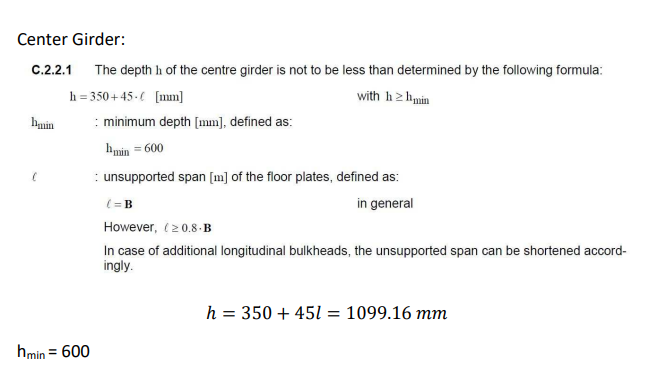 Center Girder:
C.2.2.1 The depth h of the centre girder is not to be less than determined by the following formula:
h = 350 + 45 · ℓ [mm] with h ≥ hmin
hmin : minimum depth [mm], defined as:
hmin = 600
ℓ : unsupported span [m] of the floor plates, defined as:
ℓ = B in general
However, ℓ ≥ 0.8 · B
In case of additional longitudinal bulkheads, the unsupported span can be shortened accord-
ingly.
h = 350 + 45l = 1099.16 mm
hmin = 600